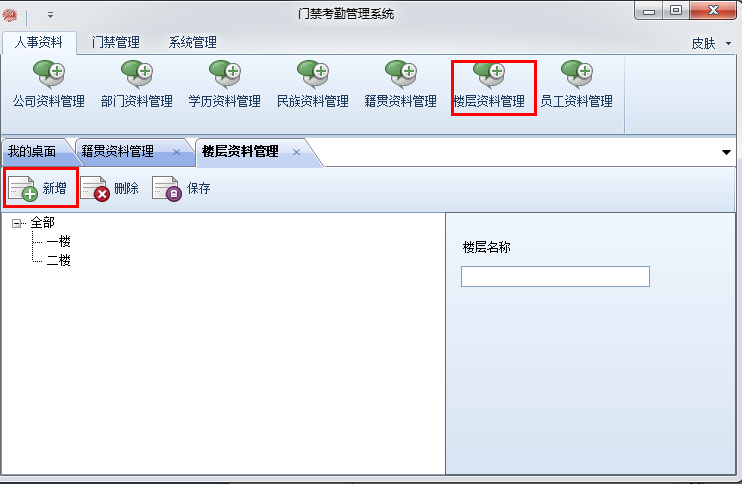 门禁考勤管理系统
人事资料 门禁管理 系统管理 皮肤
公司资料管理 部门资料管理 学历资料管理 民族资料管理 籍贯资料管理 楼层资料管理 员工资料管理
我的桌面 籍贯资料管理 楼层资料管理
新增 删除 保存
全部
一楼
二楼
楼层名称